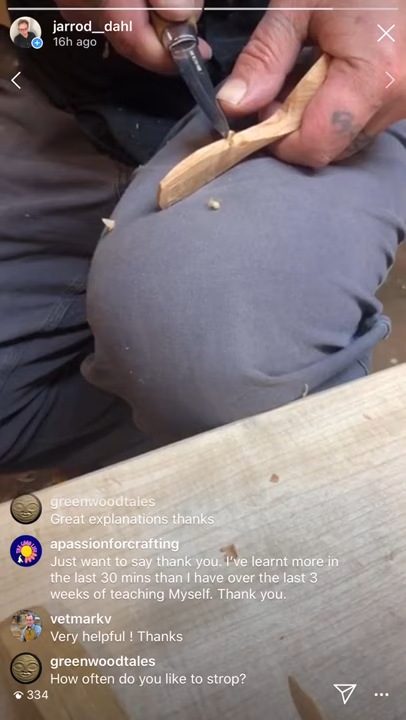 jarrod__dahl
16h ago
greenwoodtales
Great explanations thanks
apassionforcrafting
Just want to say thank you. I've learnt more in
the last 30 mins than I have over the last 3
weeks of teaching Myself. Thank you.
vetmarkv
Very helpful ! Thanks
greenwoodtales
How often do you like to strop?
334